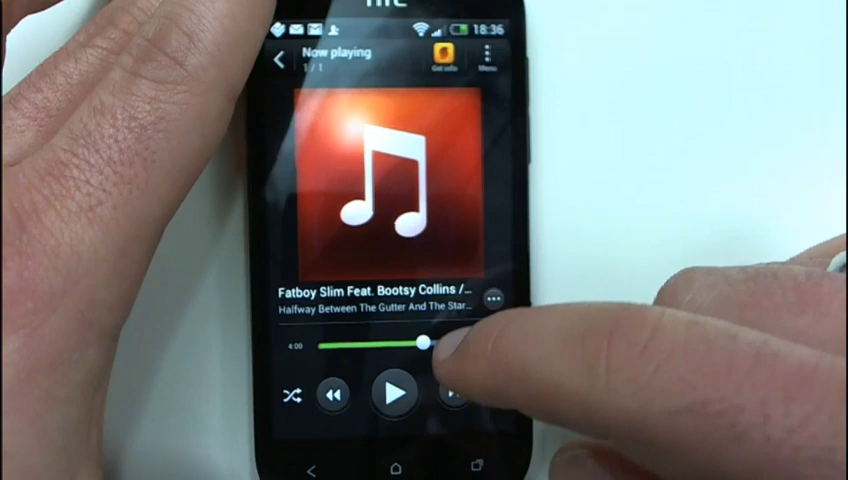 hTC
18:36
Now playing
1 / 1
Get info
Menu
Fatboy Slim Feat. Bootsy Collins /...
Halfway Between The Gutter And The Star...
4:00